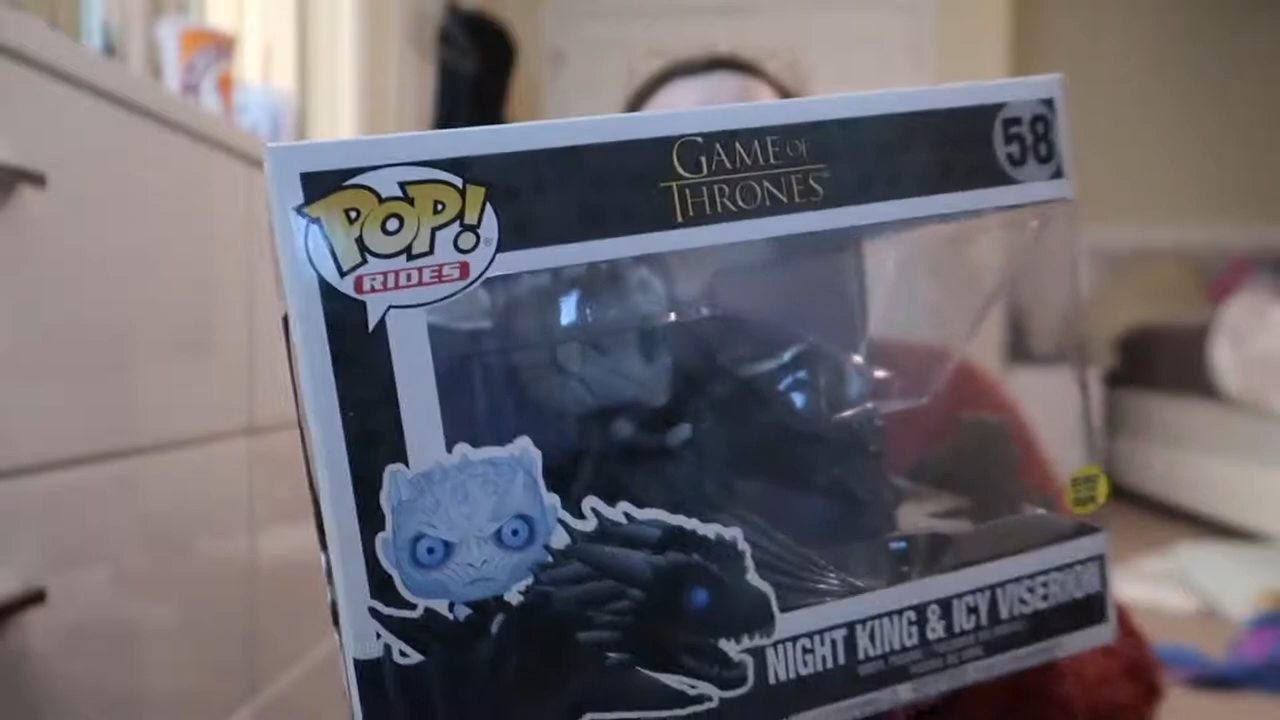 GAME OF
THRONES
58
POP!
RIDES
NIGHT KING & ICY VISERION